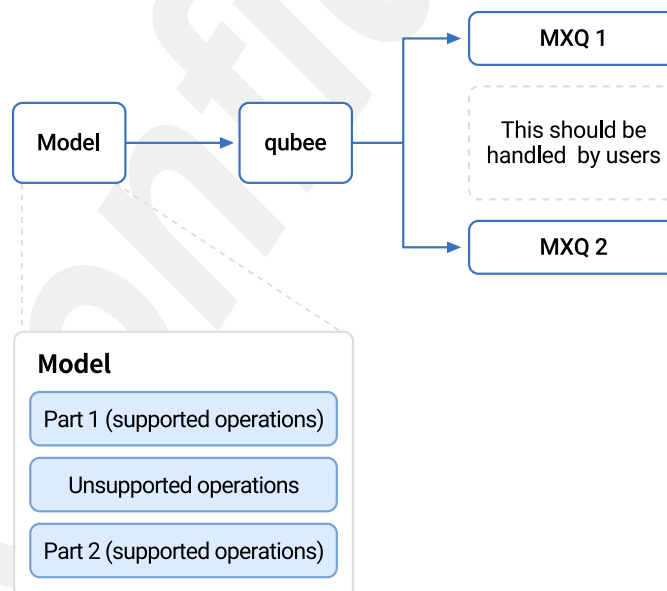 MXQ 1
This should be
handled by users
Model
qubee
MXQ 2
Model
Part 1 (supported operations)
Unsupported operations
Part 2 (supported operations)